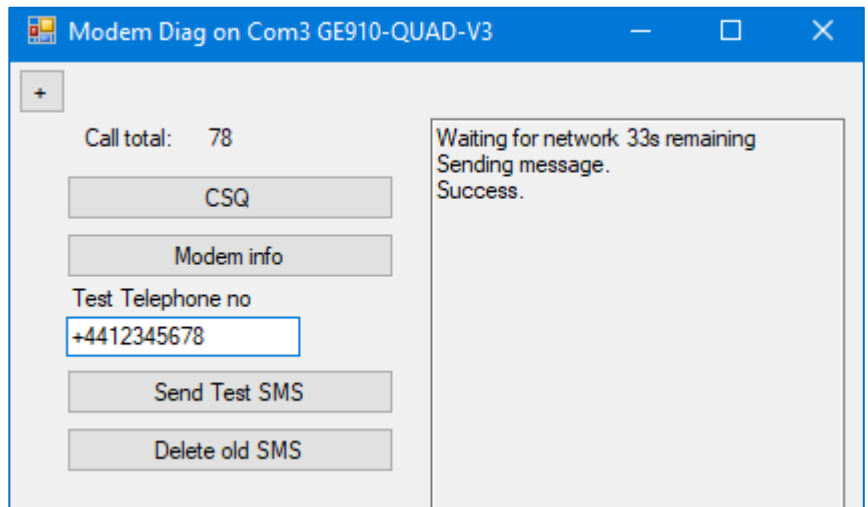 Modem Diag on Com3 GE910-QUAD-V3
+
Call total: 78
CSQ
Modem info
Test Telephone no
+4412345678
Send Test SMS
Delete old SMS
Waiting for network 33s remaining
Sending message.
Success.